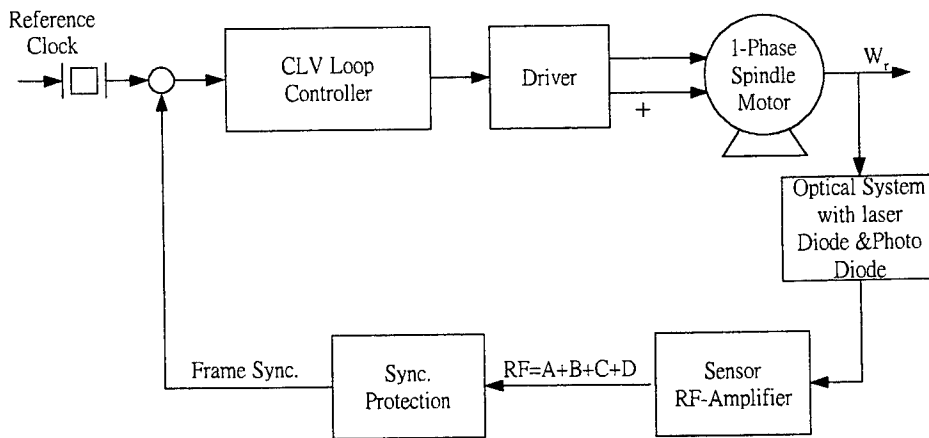 Reference
Clock
CLV Loop
Controller
Driver
+
1-Phase
Spindle
Motor
Wr
Optical System
with laser
Diode &Photo
Diode
Sensor
RF-Amplifier
RF=A+B+C+D
Sync.
Protection
Frame Sync.